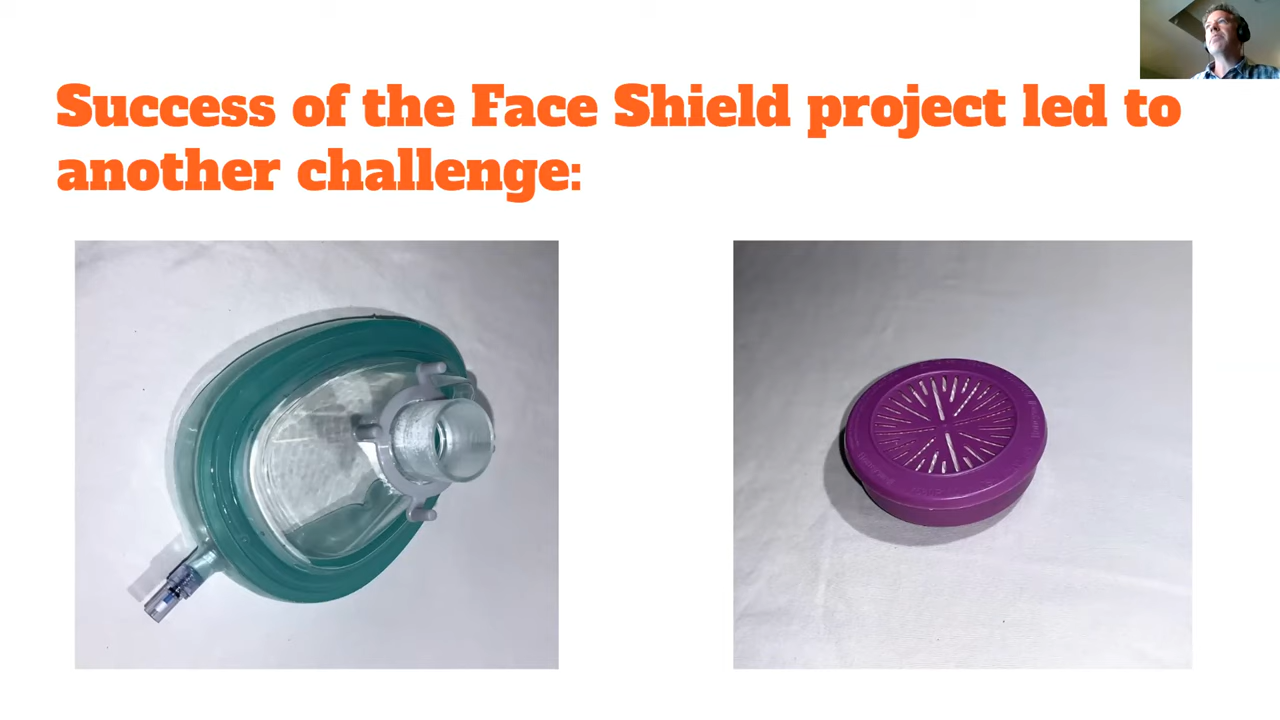 Success of the Face Shield project led to
another challenge: